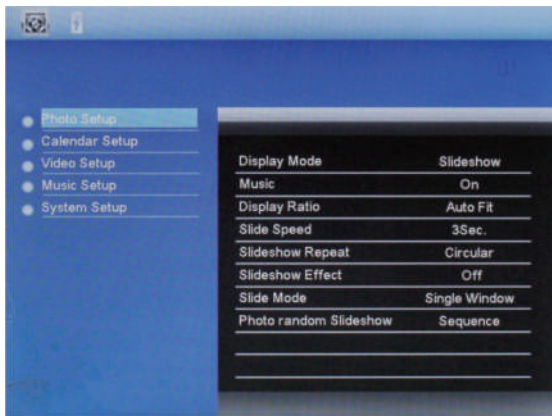 Photo Setup
Calendar Setup
Video Setup
Music Setup
System Setup
Display Mode Slideshow
Music On
Display Ratio Auto Fit
Slide Speed 3Sec.
Slideshow Repeat Circular
Slideshow Effect Off
Slide Mode Single Window
Photo random Slideshow Sequence